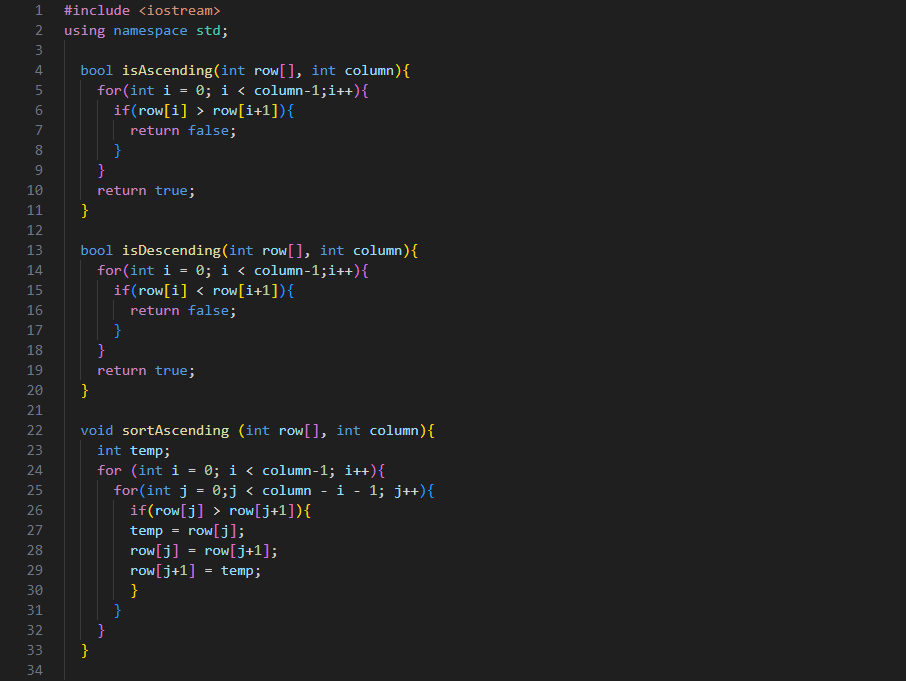 1 #include <iostream>
2 using namespace std;
3
4 bool isAscending(int row[], int column){
5 for(int i = 0; i < column-1;i++){
6 if(row[i] > row[i+1]){
7 return false;
8 }
9 }
10 return true;
11 }
12
13 bool isDescending(int row[], int column){
14 for(int i = 0; i < column-1;i++){
15 if(row[i] < row[i+1]){
16 return false;
17 }
18 }
19 return true;
20 }
21
22 void sortAscending (int row[], int column){
23 int temp;
24 for (int i = 0; i < column-1; i++){
25 for(int j = 0;j < column - i - 1; j++){
26 if(row[j] > row[j+1]){
27 temp = row[j];
28 row[j] = row[j+1];
29 row[j+1] = temp;
30 }
31 }
32 }
33 }
34